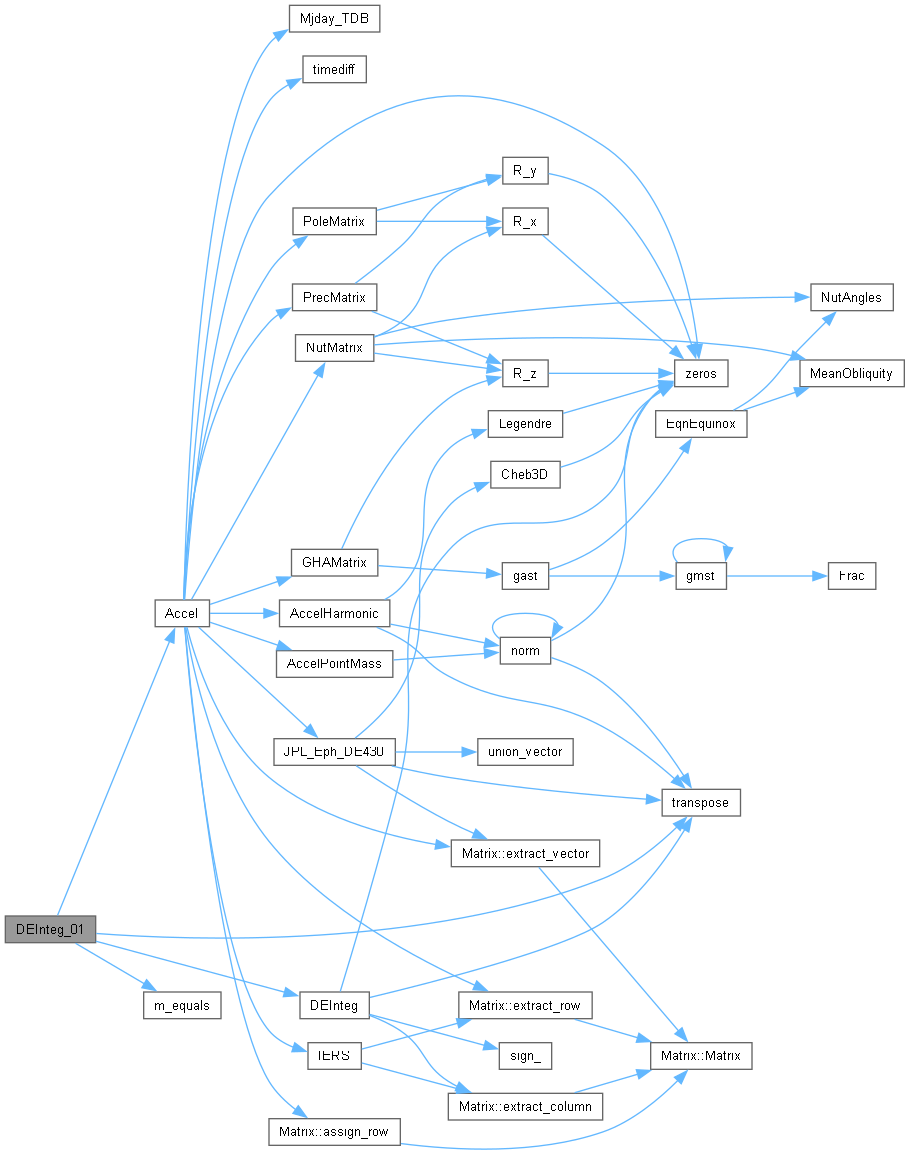 Mjday_TDB
timediff
R_y
PoleMatrix
R_x
PrecMatrix
NutAngles
NutMatrix
R_z
zeros
MeanObliquity
Legendre
EqnEquinox
Cheb3D
GHAMatrix
gast
gmst
Frac
Accel
AccelHarmonic
norm
AccelPointMass
JPL_Eph_DE430
union_vector
transpose
Matrix::extract_vector
DEInteg_01
m_equals
DEInteg
Matrix::extract_row
IERS
sign_
Matrix::Matrix
Matrix::extract_column
Matrix::assign_row